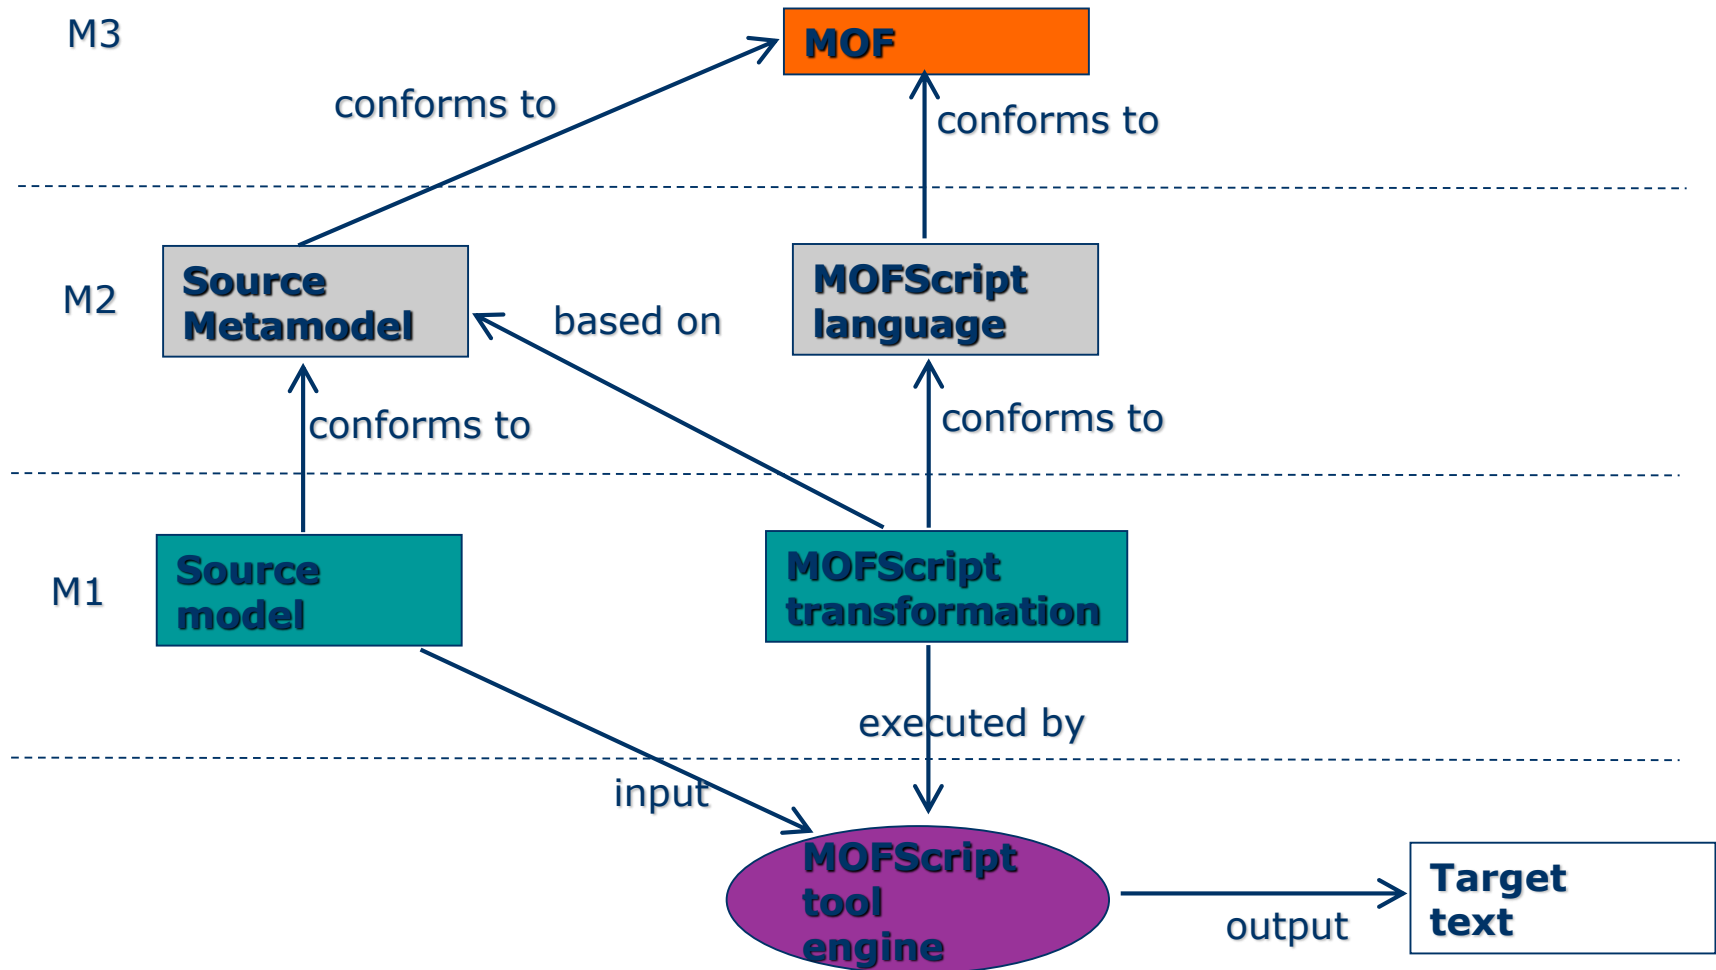 M3
MOF
conforms to
conforms to
M2
Source
Metamodel
based on
MOFScript
language
conforms to
conforms to
M1
Source
model
MOFScript
transformation
executed by
input
MOFScript
tool
engine
output
Target
text